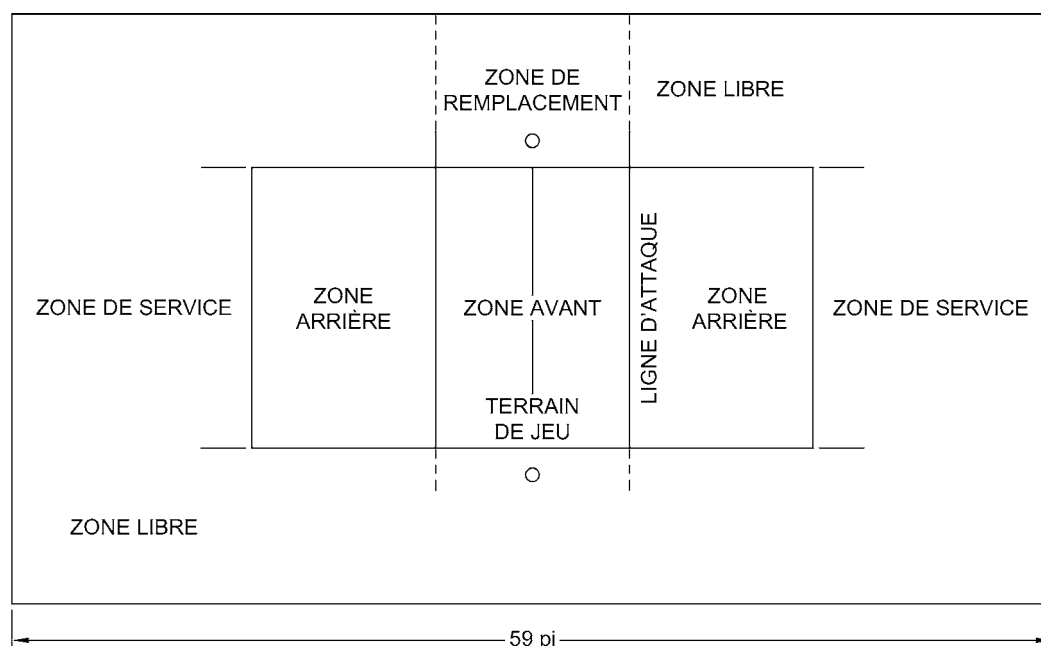 ZONE DE
REMPLACEMENT
ZONE LIBRE
ZONE DE SERVICE
ZONE
ARRIÈRE
ZONE AVANT
LIGNE D'ATTAQUE
ZONE
ARRIÈRE
ZONE DE SERVICE
TERRAIN
DE JEU
ZONE LIBRE
59 pi